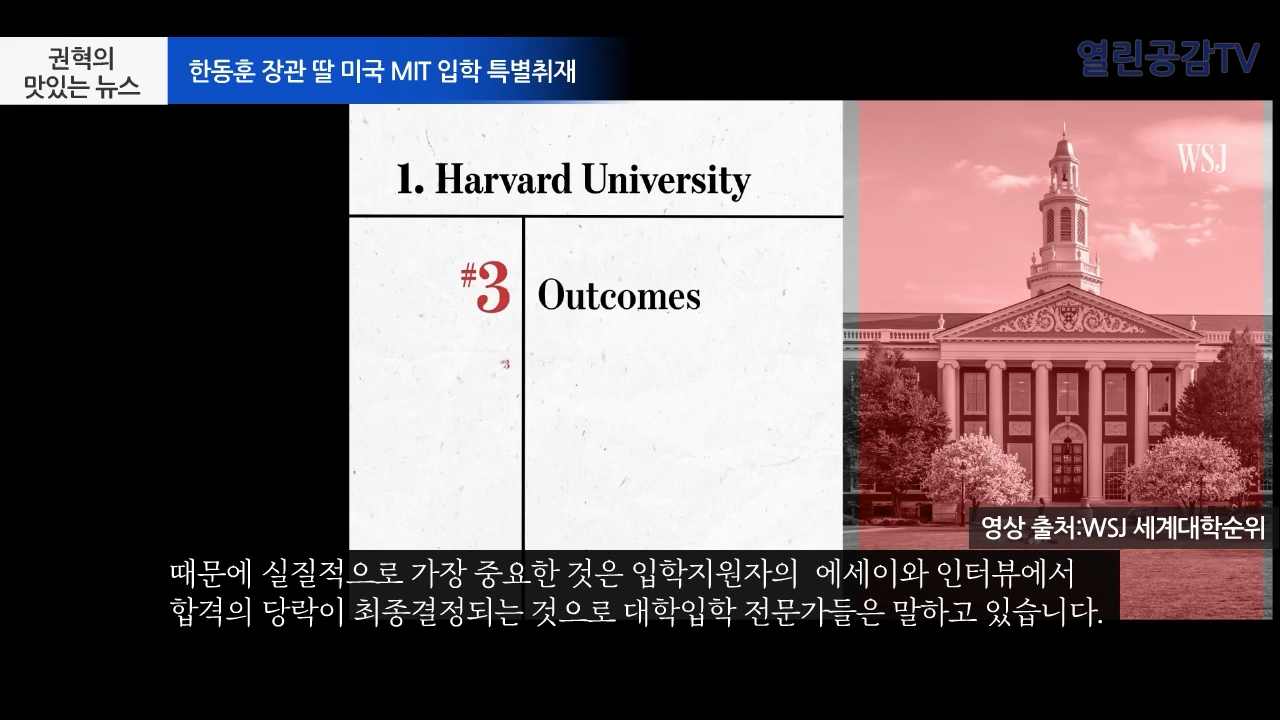 권혁의
맛있는 뉴스
한동훈 장관 딸 미국 MIT 입학 특별취재
열린공감TV
1. Harvard University
WSJ
#3 Outcomes
#3
영상 출처:WSJ 세계대학순위
때문에 실질적으로 가장 중요한 것은 입학지원자의 에세이와 인터뷰에서
합격의 당락이 최종결정되는 것으로 대학입학 전문가들은 말하고 있습니다.